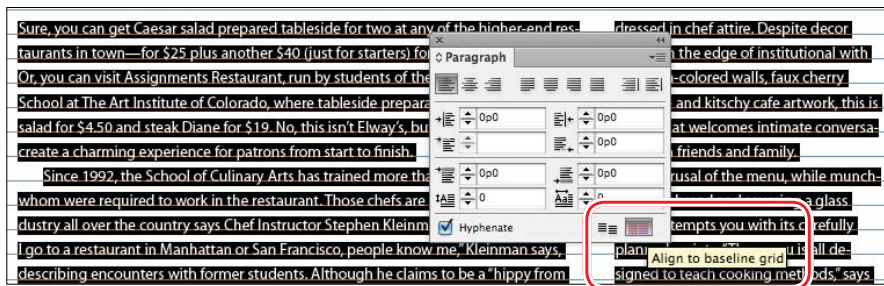 Sure, you can get Caesar salad prepared tableside for two at any of the higher-end res-
taurants in town—for $25 plus another $40 (just for starters)
Or, you can visit Assignments Restaurant, run by students of the
School at The Art Institute of Colorado, where tableside
salad for $4.50 and steak Diane for $19. No, this isn't Elway's,
create a charming experience for patrons from start to finish.
Since 1992, the School of Culinary Arts has trained more
whom were required to work in the restaurant. Those chefs are
dustry all over the country says Chef Instructor Stephen
I go to a restaurant in Manhattan or San Francisco, people know me," Kleinman says,
describing encounters with former students. Although he claims to be a "hippy from
Paragraph
0p0
0p0
0p0
0p0
0
0
Hyphenate
Align to baseline grid
dressed in chef attire. Despite decor
the edge of institutional with
-colored walls, faux cherry
and kitschy cafe artwork, this is
welcomes intimate conversa-
friends and family.
of the menu, while munch-
glass
tempts you with its carefully
is all de-
signed to teach cooking methods," says